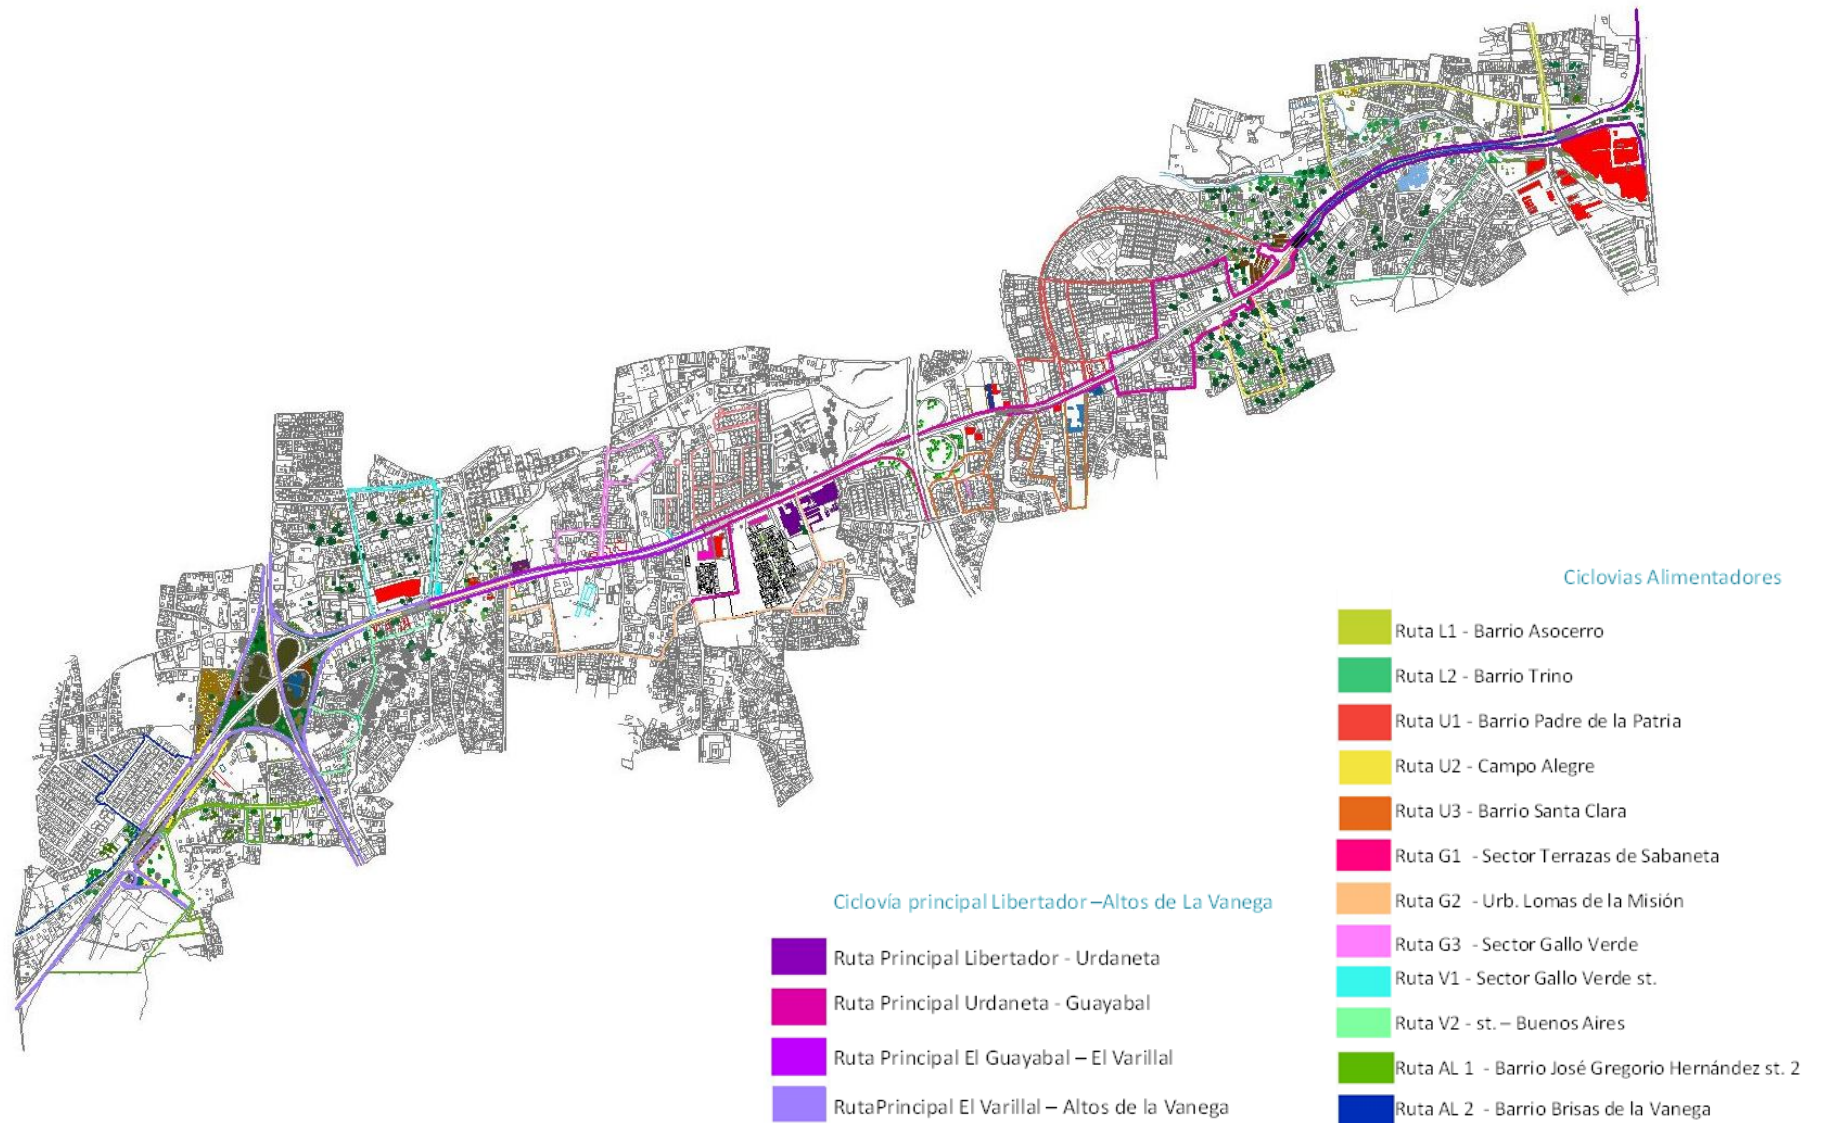 Ciclovias Alimentadores
Ruta L1 - Barrio Asocerro
Ruta L2 - Barrio Trino
Ruta U1 - Barrio Padre de la Patria
Ruta U2 - Campo Alegre
Ruta U3 - Barrio Santa Clara
Ruta G1 - Sector Terrazas de Sabaneta
Ruta G2 - Urb. Lomas de la Misión
Ruta G3 - Sector Gallo Verde
Ruta V1 - Sector Gallo Verde st.
Ruta V2 - st. – Buenos Aires
Ruta AL 1 - Barrio José Gregorio Hernández st. 2
Ruta AL 2 - Barrio Brisas de la Vanega
Ciclovía principal Libertador –Altos de La Vanega
Ruta Principal Libertador - Urdaneta
Ruta Principal Urdaneta - Guayabal
Ruta Principal El Guayabal – El Varillal
RutaPrincipal El Varillal – Altos de la Vanega